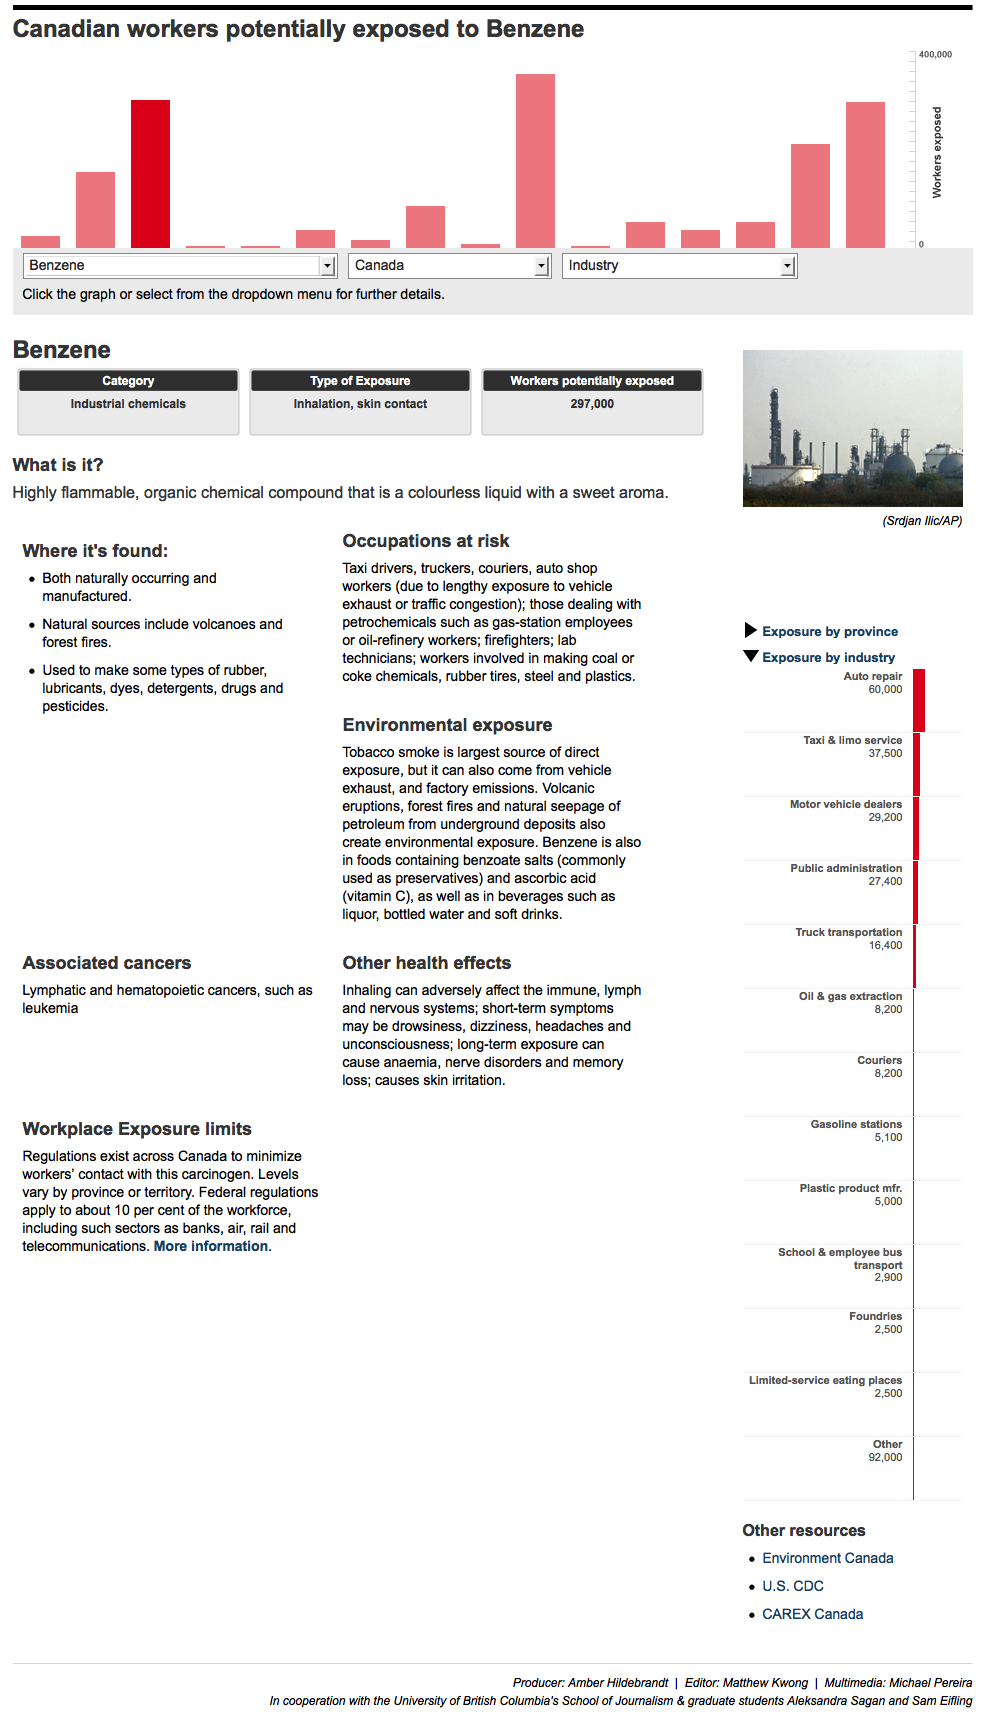 Canadian workers potentially exposed to Benzene
400,000
Workers exposed
0
Benzene
Canada
Industry
Click the graph or select from the dropdown menu for further details.
Benzene
Category
Industrial chemicals
Type of Exposure
Inhalation, skin contact
Workers potentially exposed
297,000
(Srdjan Ilic/AP)
What is it?
Highly flammable, organic chemical compound that is a colourless liquid with a sweet aroma.
Where it's found:
• Both naturally occurring and
manufactured.
• Natural sources include volcanoes and
forest fires.
• Used to make some types of rubber,
lubricants, dyes, detergents, drugs and
pesticides.
Occupations at risk
Taxi drivers, truckers, couriers, auto shop
workers (due to lengthy exposure to vehicle
exhaust or traffic congestion); those dealing with
petrochemicals such as gas-station employees
or oil-refinery workers; firefighters; lab
technicians; workers involved in making coal or
coke chemicals, rubber tires, steel and plastics.
Environmental exposure
Tobacco smoke is largest source of direct
exposure, but it can also come from vehicle
exhaust, and factory emissions. Volcanic
eruptions, forest fires and natural seepage of
petroleum from underground deposits also
create environmental exposure. Benzene is also
in foods containing benzoate salts (commonly
used as preservatives) and ascorbic acid
(vitamin C), as well as in beverages such as
liquor, bottled water and soft drinks.
Associated cancers
Lymphatic and hematopoietic cancers, such as
leukemia
Other health effects
Inhaling can adversely affect the immune, lymph
and nervous systems; short-term symptoms
may be drowsiness, dizziness, headaches and
unconsciousness; long-term exposure can
cause anaemia, nerve disorders and memory
loss; causes skin irritation.
Workplace Exposure limits
Regulations exist across Canada to minimize
workers' contact with this carcinogen. Levels
vary by province or territory. Federal regulations
apply to about 10 per cent of the workforce,
including such sectors as banks, air, rail and
telecommunications. More information.
Exposure by province
Exposure by industry
Auto repair
60,000
Taxi & limo service
37,500
Motor vehicle dealers
29,200
Public administration
27,400
Truck transportation
16,400
Oil & gas extraction
8,200
Couriers
8,200
Gasoline stations
5,100
Plastic product mfr.
5,000
School & employee bus
transport
2,900
Foundries
2,500
Limited-service eating places
2,500
Other
92,000
Other resources
• Environment Canada
• U.S. CDC
• CAREX Canada
Producer: Amber Hildebrandt | Editor: Matthew Kwong | Multimedia: Michael Pereira
In cooperation with the University of British Columbia's School of Journalism & graduate students Aleksandra Sagan and Sam Eifling